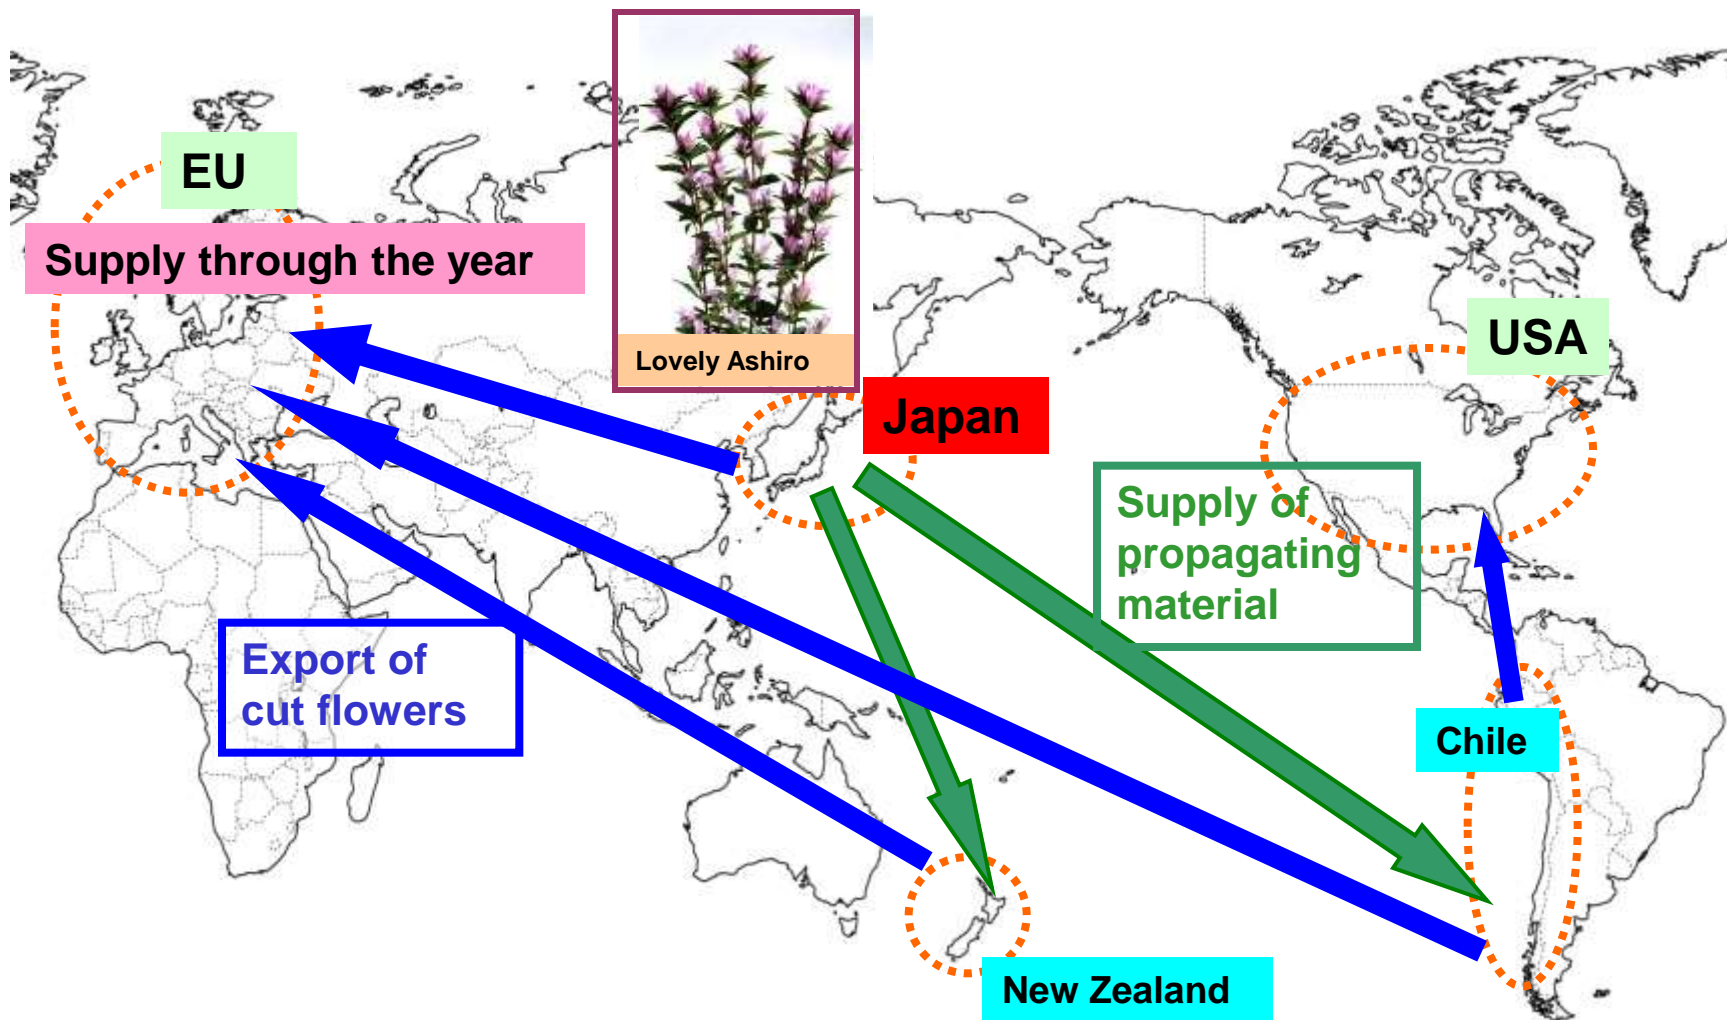 EU
Supply through the year
Lovely Ashiro
USA
Japan
Supply of
propagating
material
Export of
cut flowers
Chile
New Zealand